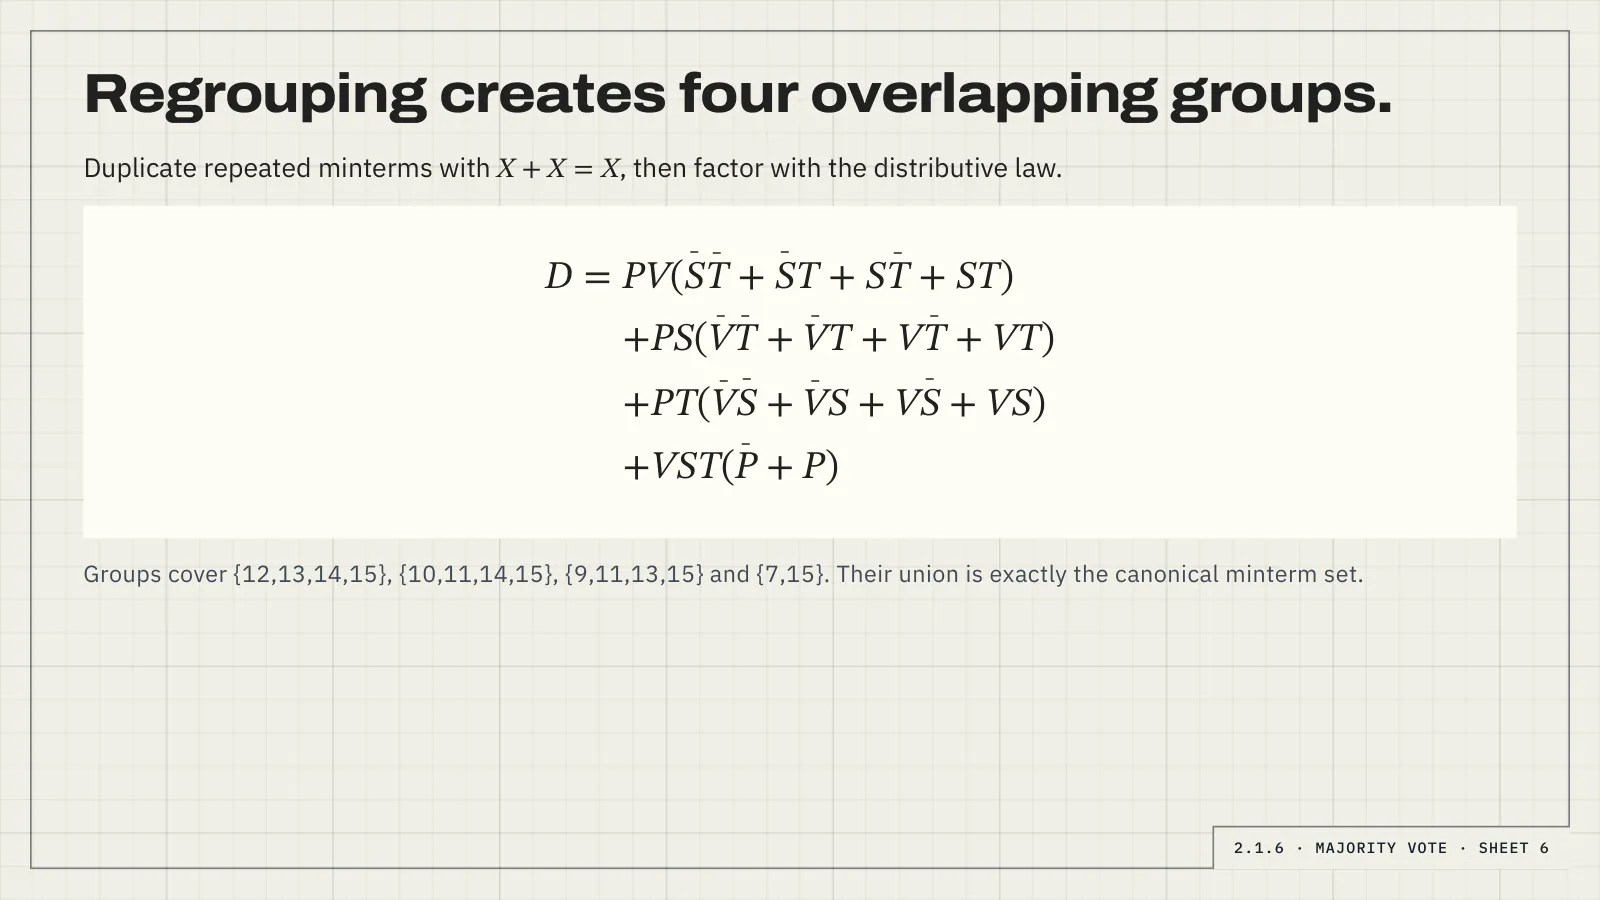 Regrouping creates four overlapping groups.
Duplicate repeated minterms with X + X = X, then factor with the distributive law.
D = PV(S̄T̄ + S̄T + ST̄ + ST)
+PS(V̄T̄ + V̄T + VT̄ + VT)
+PT(V̄S̄ + V̄S + VS̄ + VS)
+VST(P̄ + P)
Groups cover {12,13,14,15}, {10,11,14,15}, {9,11,13,15} and {7,15}. Their union is exactly the canonical minterm set.
2.1.6 · MAJORITY VOTE · SHEET 6